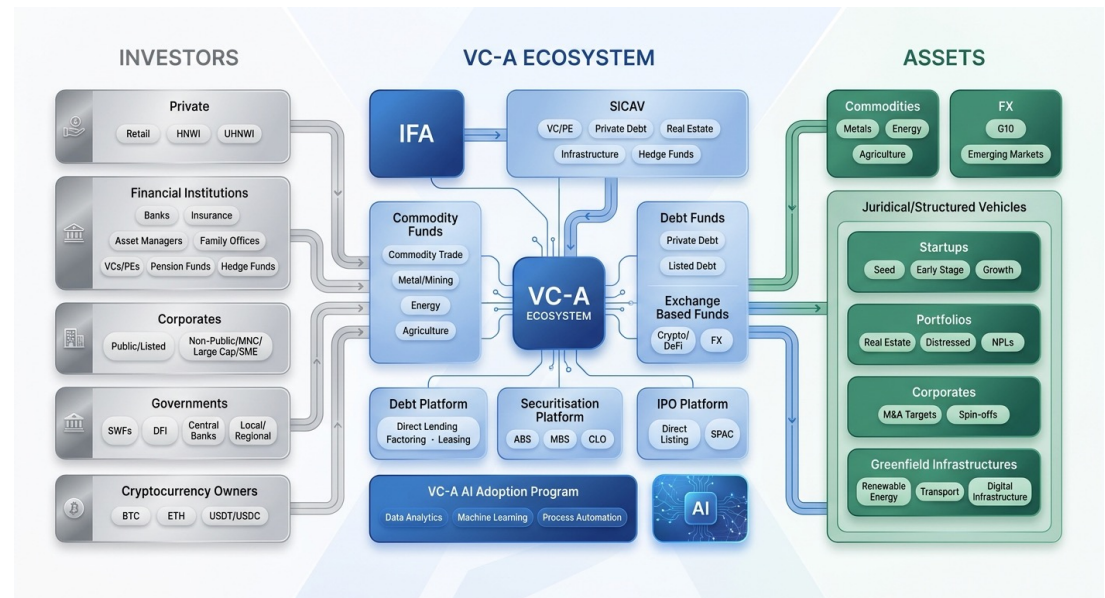 INVESTORS
Private
Retail
HNWI
UHNWI
Financial Institutions
Banks
Insurance
Asset Managers
Family Offices
VCs/PEs
Pension Funds
Hedge Funds
Corporates
Public/Listed
Non-Public/MNC/
Large Cap/SME
Governments
SWFs
DFI
Central
Banks
Local/
Regional
Cryptocurrency Owners
BTC
ETH
USDT/USDC
VC-A ECOSYSTEM
IFA
SICAV
VC/PE
Private Debt
Real Estate
Infrastructure
Hedge Funds
Commodity
Funds
Commodity Trade
Metal/Mining
Energy
Agriculture
VC-A
ECOSYSTEM
Debt Funds
Private Debt
Listed Debt
Exchange
Based Funds
Crypto/
DeFi
FX
Debt Platform
Direct Lending
Factoring · Leasing
Securitisation
Platform
ABS
MBS
CLO
IPO Platform
Direct
Listing
SPAC
VC-A AI Adoption Program
Data Analytics
Machine Learning
Process Automation
AI
ASSETS
Commodities
Metals
Energy
Agriculture
FX
G10
Emerging Markets
Juridical/Structured Vehicles
Startups
Seed
Early Stage
Growth
Portfolios
Real Estate
Distressed
NPLs
Corporates
M&A Targets
Spin-offs
Greenfield Infrastructures
Renewable
Energy
Transport
Digital
Infrastructure